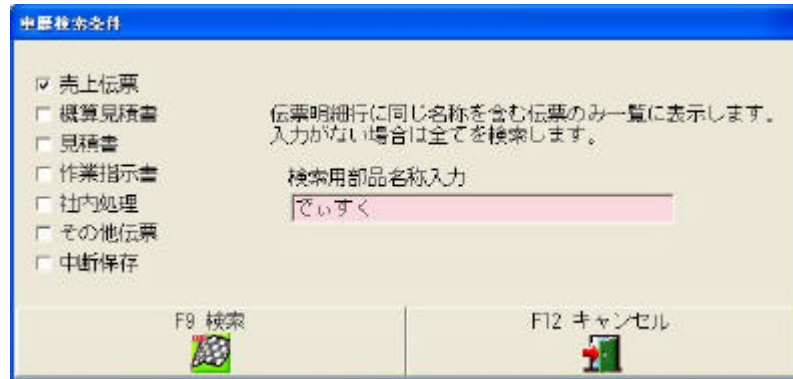 車歴検索条件
売上伝票
概算見積書
見積書
作業指示書
社内処理
その他伝票
中断保存
伝票明細行に同じ名称を含む伝票のみ一覧に表示します。
入力がない場合は全てを検索します。
検索用部品名称入力
でぃすく
F9 検索
F12 キャンセル